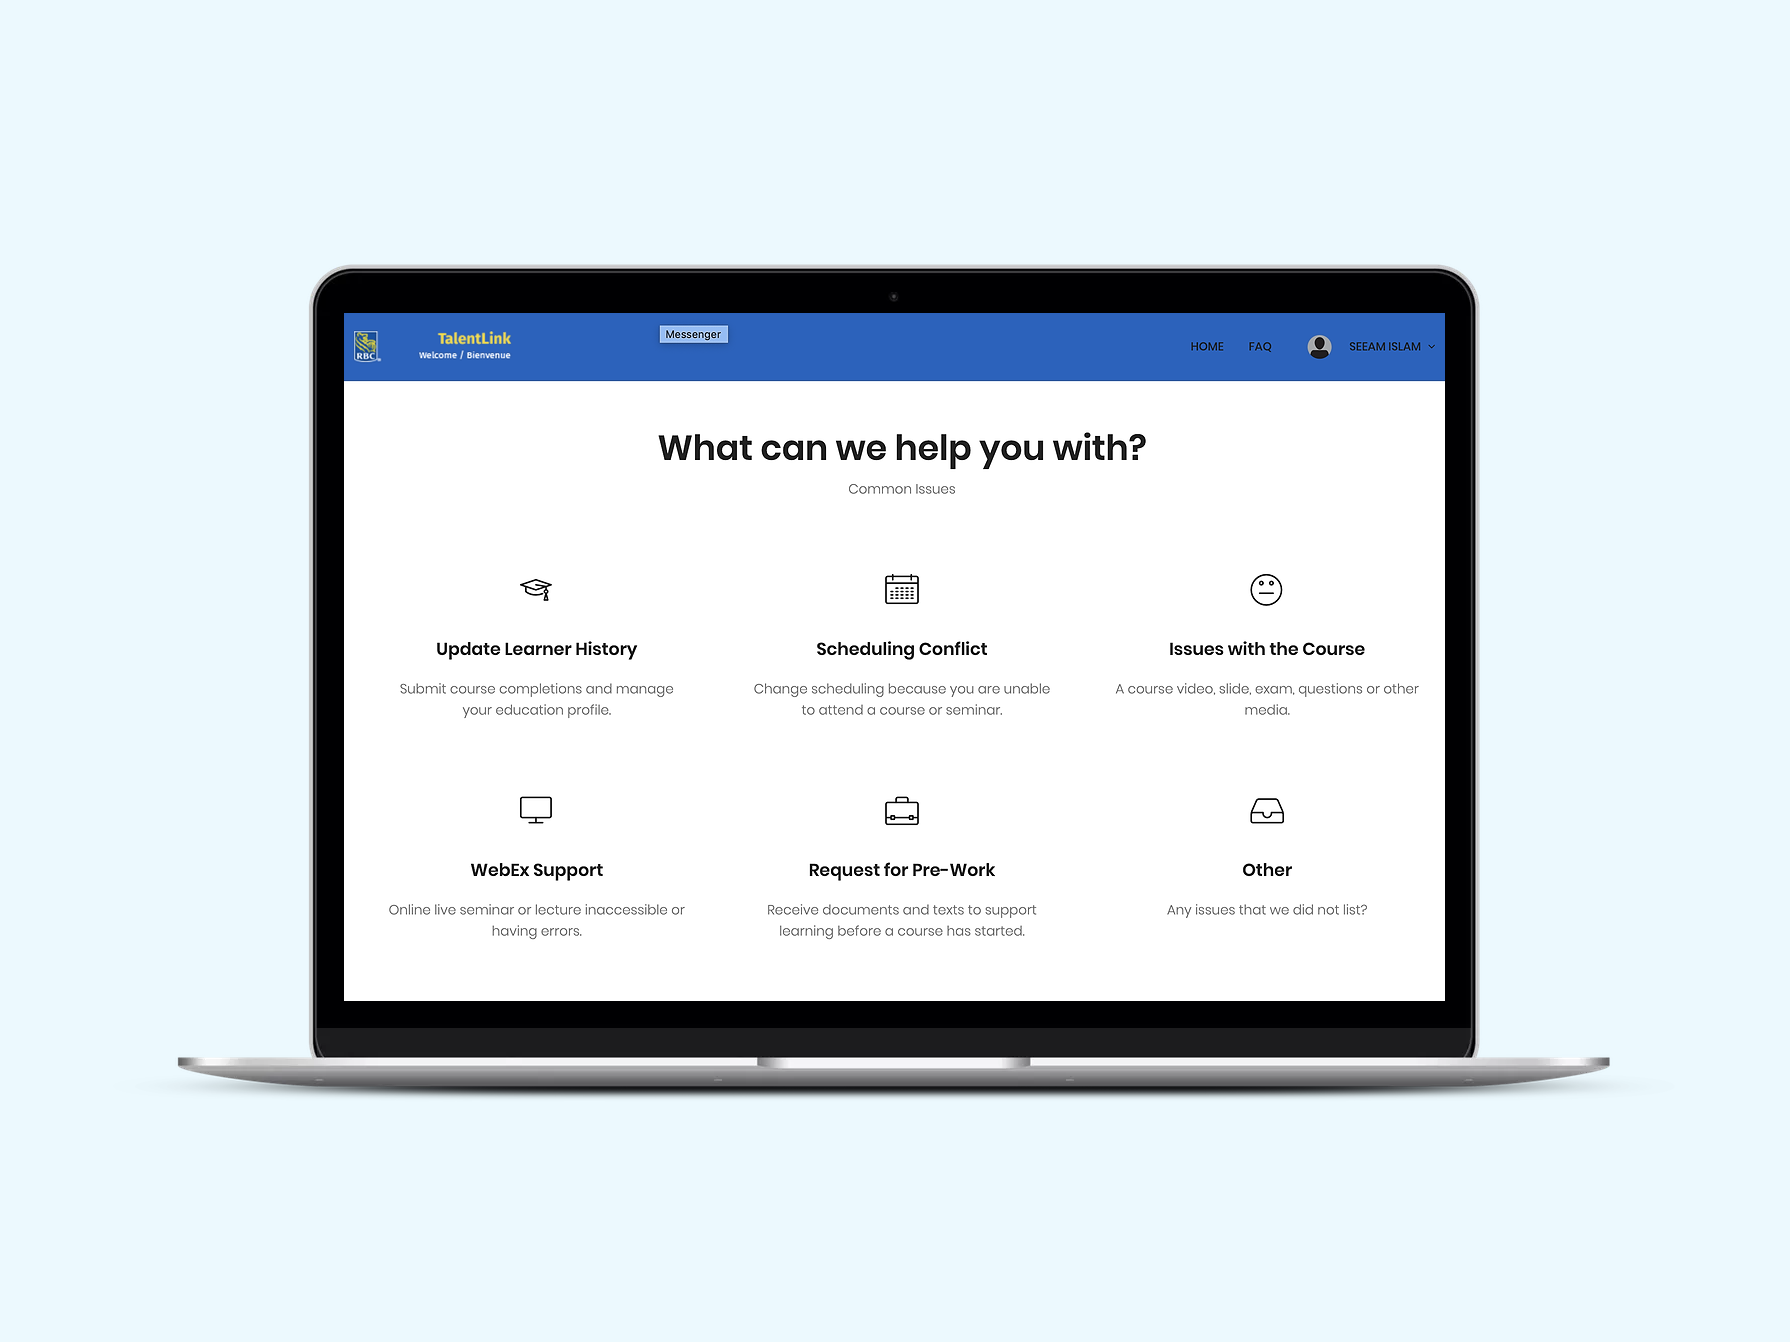 RBC
TalentLink
Welcome / Bienvenue
Messenger
HOME
FAQ
SEEAM ISLAM
What can we help you with?
Common Issues
Update Learner History
Submit course completions and manage
your education profile.
Scheduling Conflict
Change scheduling because you are unable
to attend a course or seminar.
Issues with the Course
A course video, slide, exam, questions or other
media.
WebEx Support
Online live seminar or lecture inaccessible or
having errors.
Request for Pre-Work
Receive documents and texts to support
learning before a course has started.
Other
Any issues that we did not list?